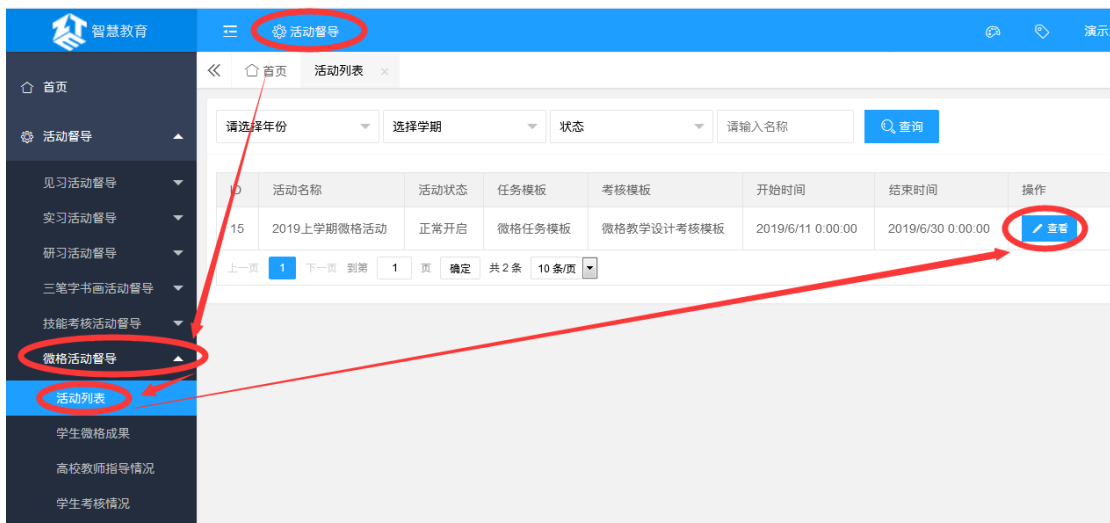 智慧教育
活动督导
演示
首页
活动列表
首页
活动督导
见习活动督导
实习活动督导
研习活动督导
三笔字书画活动督导
技能考核活动督导
微格活动督导
活动列表
学生微格成果
高校教师指导情况
学生考核情况
请选择年份 选择学期 状态 请输入名称 查询
ID 活动名称 活动状态 任务模板 考核模板 开始时间 结束时间 操作
15 2019上学期微格活动 正常开启 微格任务模板 微格教学设计考核模板 2019/6/11 0:00:00 2019/6/30 0:00:00 查看
上一页 1 下一页 到第 1 页 确定 共2条 10条/页